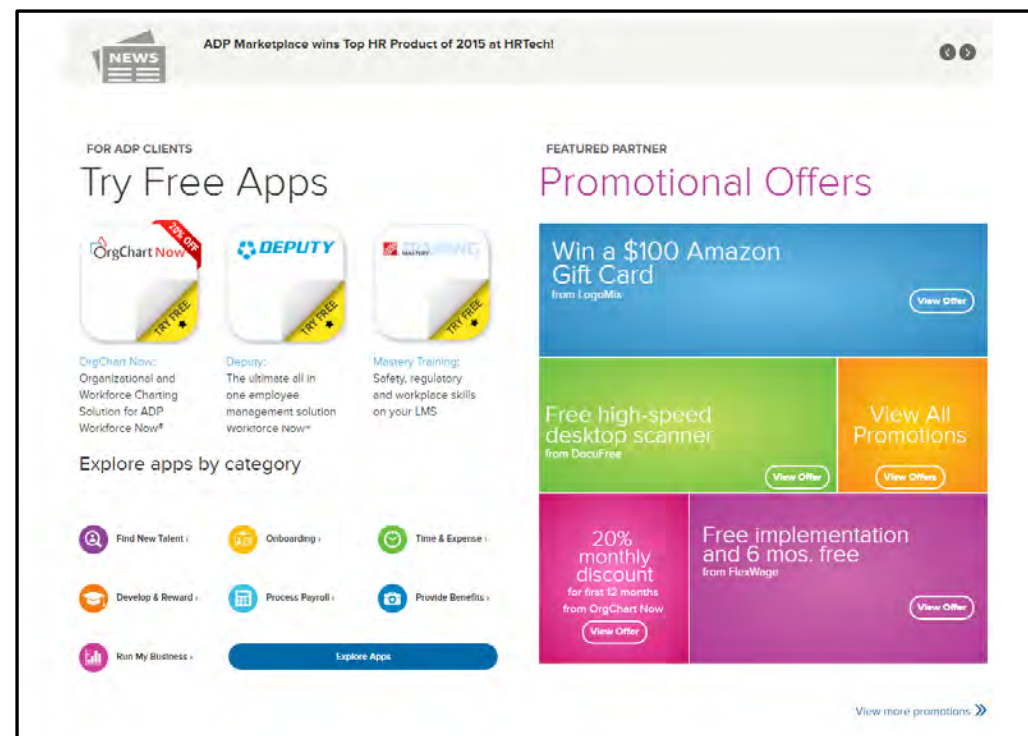 NEWS
ADP Marketplace wins Top HR Product of 2015 at HRTech!
FOR ADP CLIENTS
Try Free Apps
OrgChart Now
20% OFF
TRY FREE
DEPUTY
TRY FREE
MASTERY
TRY FREE
OrgChart Now:
Organizational and
Workforce Charting
Solution for ADP
Workforce Now®
Deputy:
The ultimate all in
one employee
management solution
workforce Now
Mastery Training:
Safety, regulatory
and workplace skills
on your LMS
Explore apps by category
Find New Talent ›
Onboarding ›
Time & Expense ›
Develop & Reward ›
Process Payroll ›
Provide Benefits ›
Run My Business ›
Explore Apps
FEATURED PARTNER
Promotional Offers
Win a $100 Amazon
Gift Card
from LogoMix
View Offer
Free high-speed
desktop scanner
from DocuFree
View Offer
View All
Promotions
View Offers
20%
monthly
discount
for first 12 months
from OrgChart Now
View Offer
Free implementation
and 6 mos. free
from FlexWage
View Offer
View more promotions »